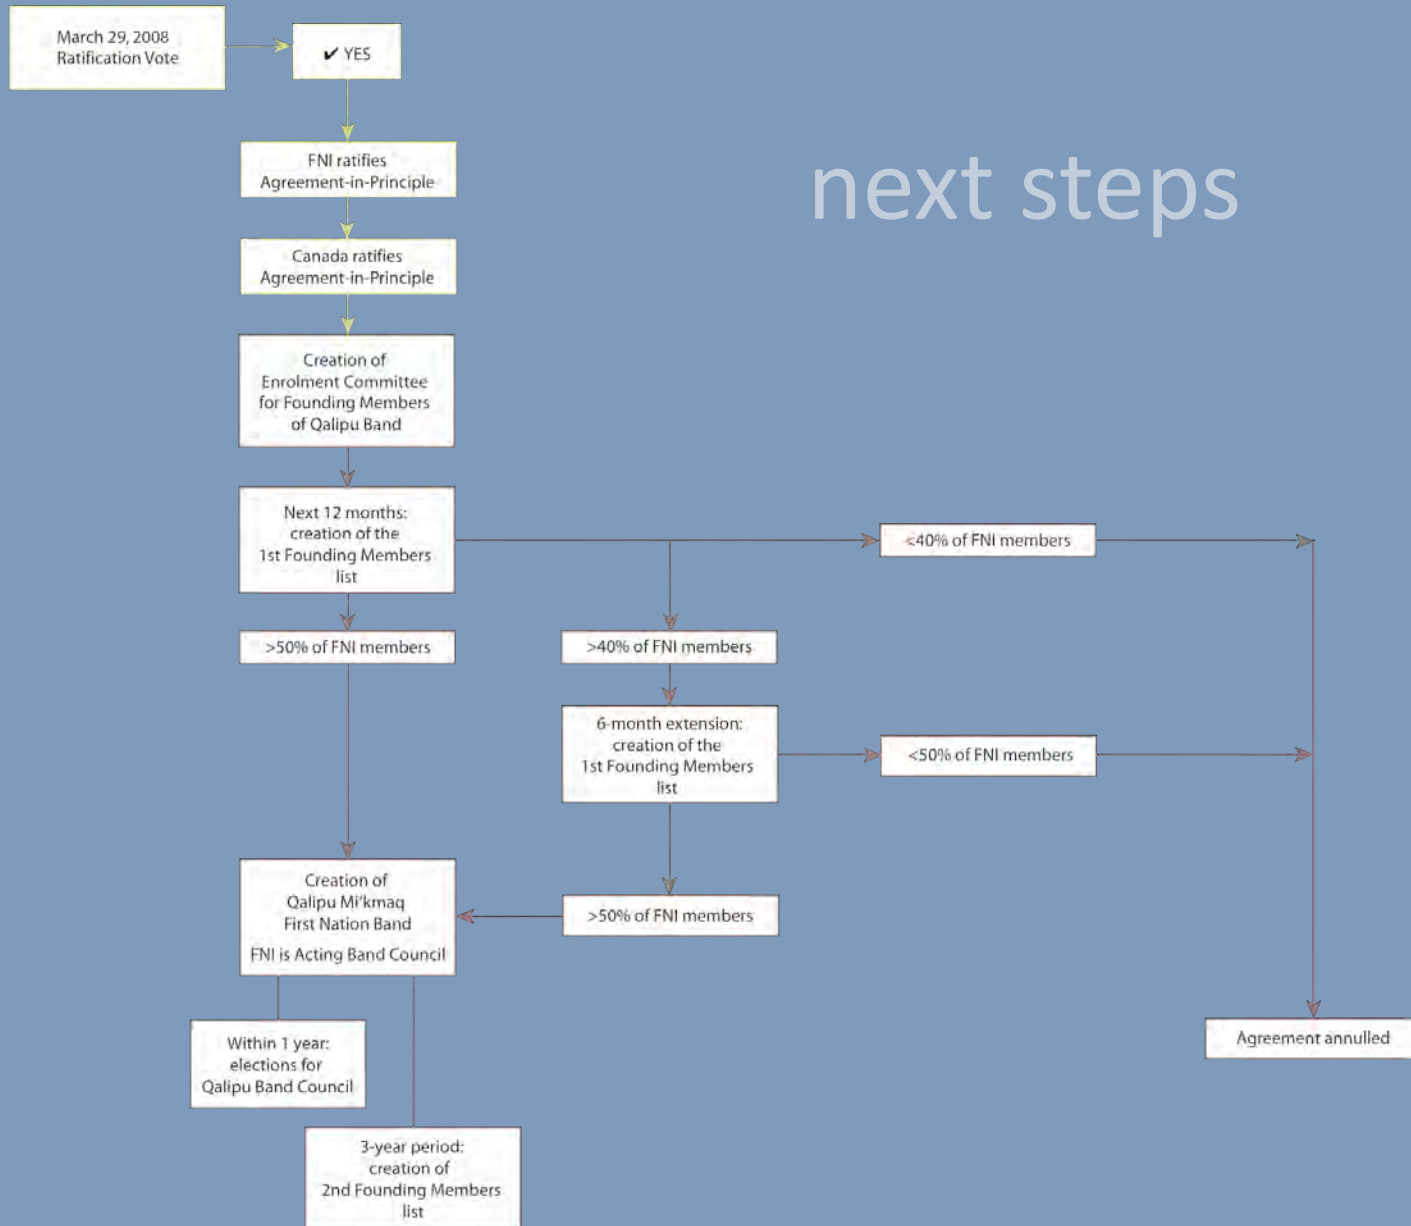 March 29, 2008
Ratification Vote
✔ YES
next steps
FNI ratifies
Agreement-in-Principle
Canada ratifies
Agreement-in-Principle
Creation of
Enrolment Committee
for Founding Members
of Qalipu Band
Next 12 months:
creation of the
1st Founding Members
list
<40% of FNI members
>50% of FNI members
>40% of FNI members
6-month extension:
creation of the
1st Founding Members
list
<50% of FNI members
Creation of
Qalipu Mi'kmaq
First Nation Band
FNI is Acting Band Council
>50% of FNI members
Agreement annulled
Within 1 year:
elections for
Qalipu Band Council
3-year period:
creation of
2nd Founding Members
list